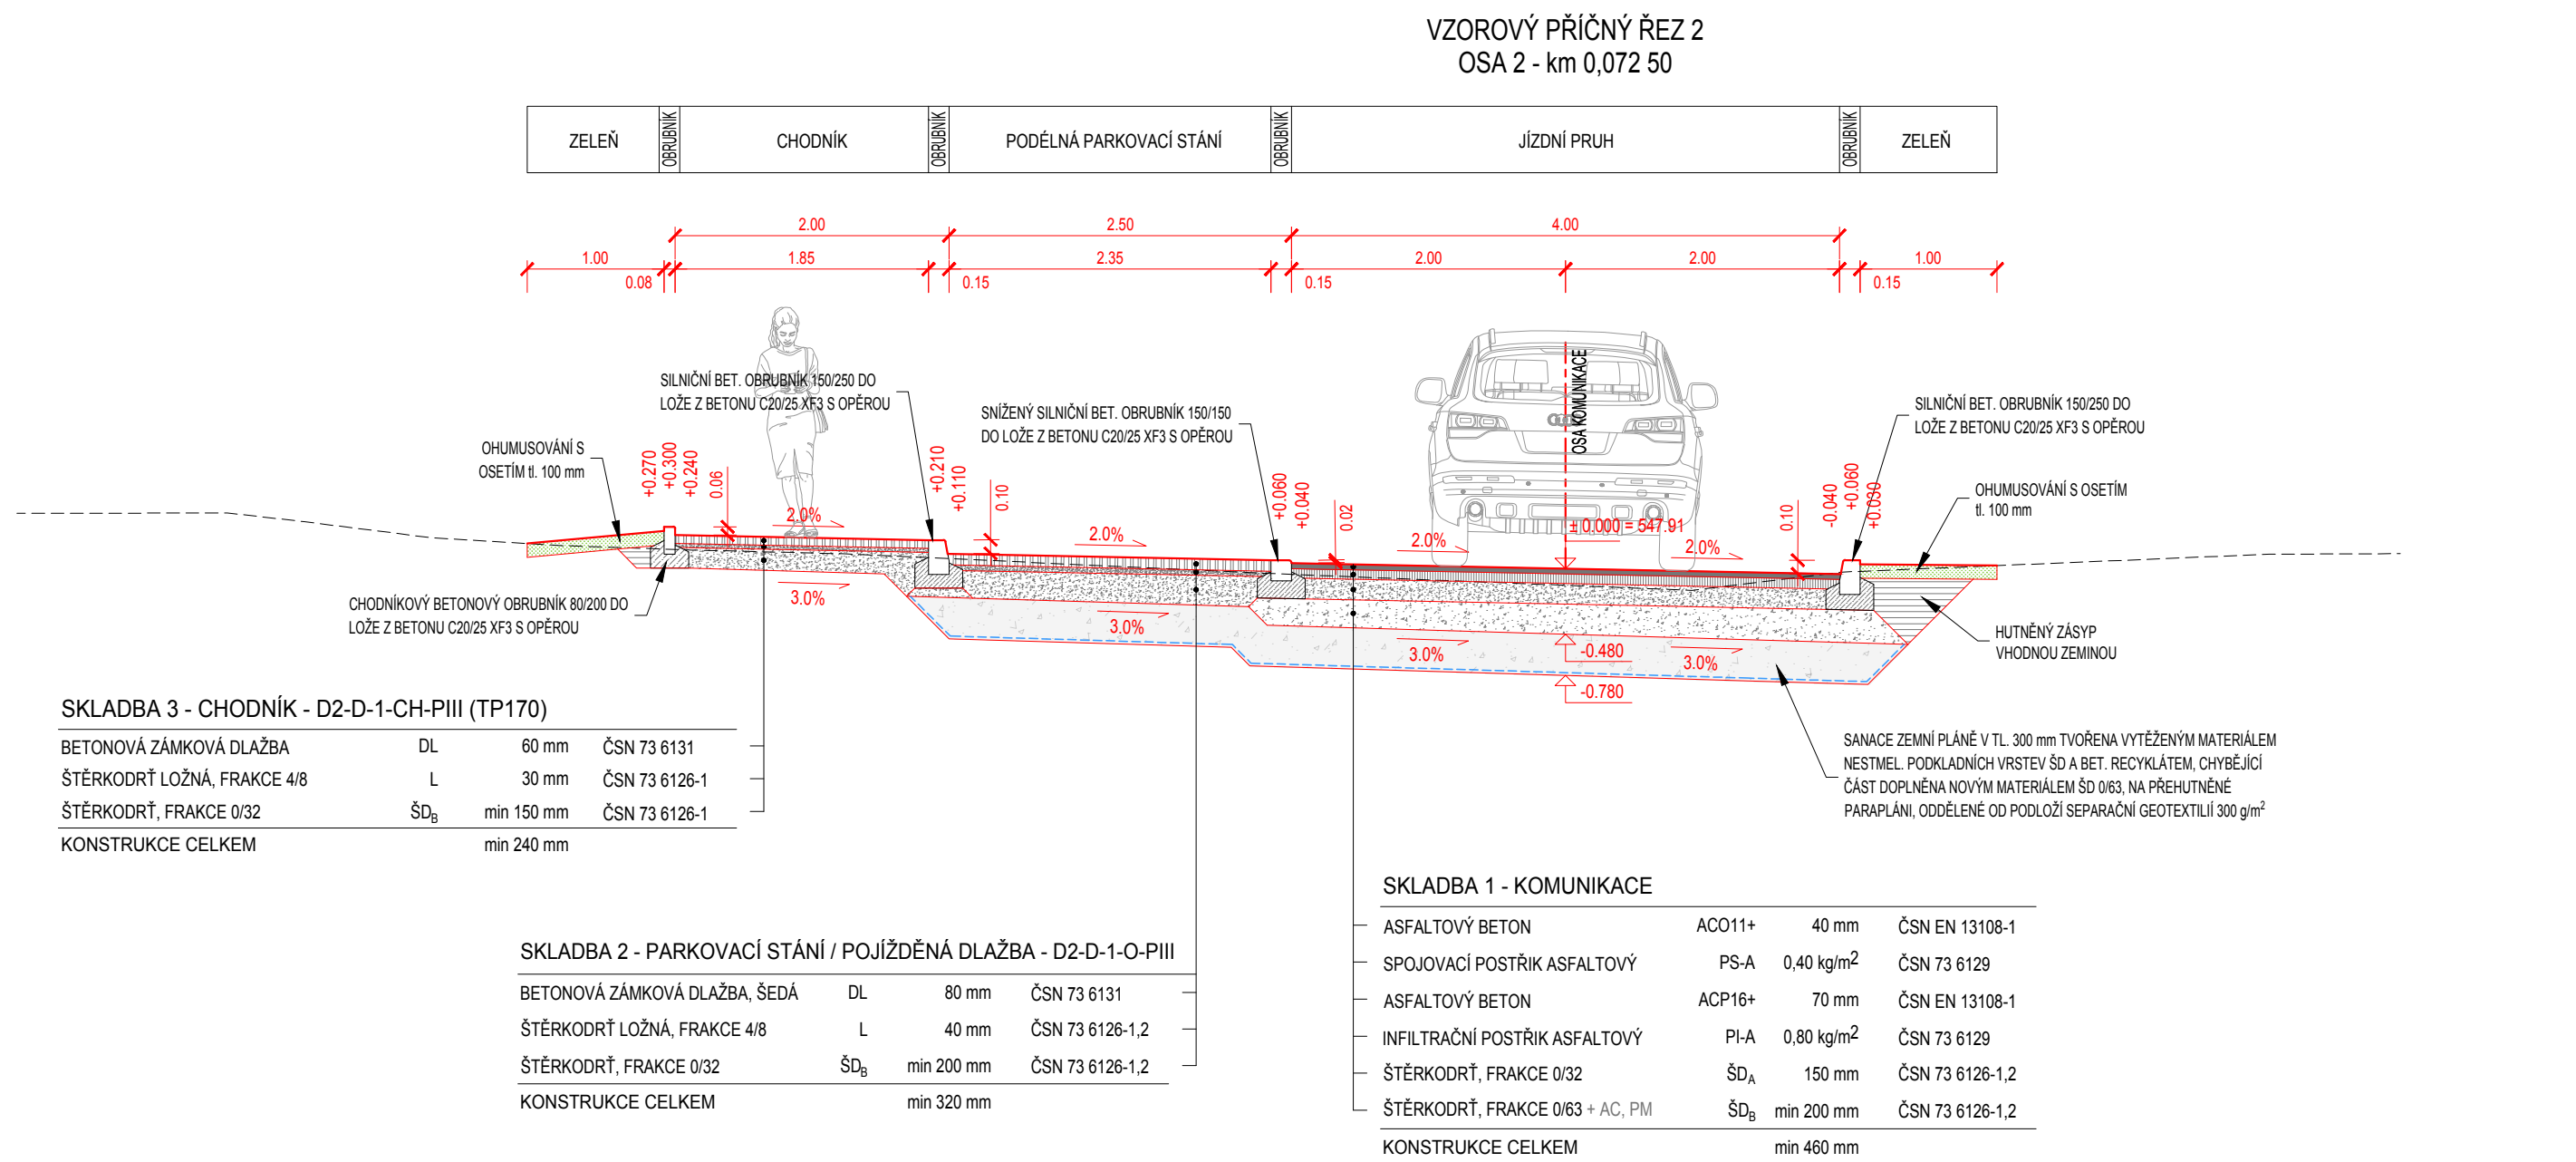 VZOROVÝ PŘÍČNÝ ŘEZ 2
OSA 2 - km 0,072 50
ZELEŇ
OBRUBNÍK
CHODNÍK
OBRUBNÍK
PODÉLNÁ PARKOVACÍ STÁNÍ
OBRUBNÍK
JÍZDNÍ PRUH
OBRUBNÍK
ZELEŇ
2.00
2.50
4.00
1.00
1.85
2.35
2.00
2.00
1.00
0.08
0.15
0.15
0.15
SILNIČNÍ BET. OBRUBNÍK 150/250 DO
LOŽE Z BETONU C20/25 XF3 S OPĚROU
SNÍŽENÝ SILNIČNÍ BET. OBRUBNÍK 150/150
DO LOŽE Z BETONU C20/25 XF3 S OPĚROU
OSA KOMUNIKACE
SILNIČNÍ BET. OBRUBNÍK 150/250 DO
LOŽE Z BETONU C20/25 XF3 S OPĚROU
OHUMUSOVÁNÍ S
OSETÍM tl. 100 mm
+0.270
+0.300
+0.240
0.06
+0.210
+0.110
0.10
+0.060
+0.040
0.02
0.10
-0.040
+0.060
+0.030
OHUMUSOVÁNÍ S OSETÍM
tl. 100 mm
2.0%
2.0%
2.0%
± 0.000 = 547.91
2.0%
CHODNÍKOVÝ BETONOVÝ OBRUBNÍK 80/200 DO
LOŽE Z BETONU C20/25 XF3 S OPĚROU
3.0%
3.0%
3.0%
-0.480
3.0%
-0.780
HUTNĚNÝ ZÁSYP
VHODNOU ZEMINOU
SANACE ZEMNÍ PLÁNĚ V TL. 300 mm TVOŘENA VYTĚŽENÝM MATERIÁLEM
NESTMEL. PODKLADNÍCH VRSTEV ŠD A BET. RECYKLÁTEM, CHYBĚJÍCÍ
ČÁST DOPLNĚNA NOVÝM MATERIÁLEM ŠD 0/63, NA PŘEHUTNĚNÉ
PARAPLÁNI, ODDĚLENÉ OD PODLOŽÍ SEPARAČNÍ GEOTEXTILIÍ 300 g/m²
SKLADBA 3 - CHODNÍK - D2-D-1-CH-PIII (TP170)
BETONOVÁ ZÁMKOVÁ DLAŽBA DL 60 mm ČSN 73 6131
ŠTĚRKODRŤ LOŽNÁ, FRAKCE 4/8 L 30 mm ČSN 73 6126-1
ŠTĚRKODRŤ, FRAKCE 0/32 ŠDB min 150 mm ČSN 73 6126-1
KONSTRUKCE CELKEM min 240 mm
SKLADBA 2 - PARKOVACÍ STÁNÍ / POJÍŽDĚNÁ DLAŽBA - D2-D-1-O-PIII
BETONOVÁ ZÁMKOVÁ DLAŽBA, ŠEDÁ DL 80 mm ČSN 73 6131
ŠTĚRKODRŤ LOŽNÁ, FRAKCE 4/8 L 40 mm ČSN 73 6126-1,2
ŠTĚRKODRŤ, FRAKCE 0/32 ŠDB min 200 mm ČSN 73 6126-1,2
KONSTRUKCE CELKEM min 320 mm
SKLADBA 1 - KOMUNIKACE
ASFALTOVÝ BETON ACO11+ 40 mm ČSN EN 13108-1
SPOJOVACÍ POSTŘIK ASFALTOVÝ PS-A 0,40 kg/m² ČSN 73 6129
ASFALTOVÝ BETON ACP16+ 70 mm ČSN EN 13108-1
INFILTRAČNÍ POSTŘIK ASFALTOVÝ PI-A 0,80 kg/m² ČSN 73 6129
ŠTĚRKODRŤ, FRAKCE 0/32 ŠDA 150 mm ČSN 73 6126-1,2
ŠTĚRKODRŤ, FRAKCE 0/63 + AC, PM ŠDB min 200 mm ČSN 73 6126-1,2
KONSTRUKCE CELKEM min 460 mm